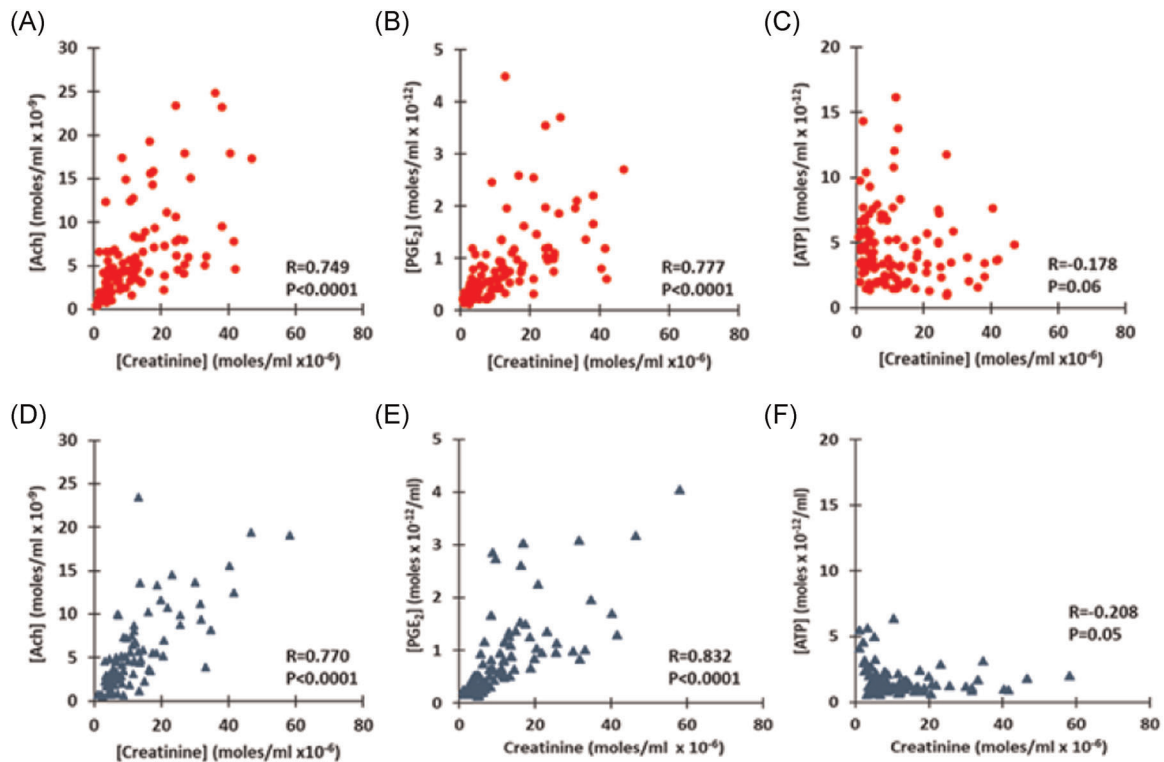 (A)
30
25
20
15
10
5
0
0 20 40 60 80
[Ach] (moles/ml x 10⁻⁹)
[Creatinine] (moles/ml x10⁻⁶)
R=0.749
P<0.0001
(B)
5
4
3
2
1
0
0 20 40 60 80
[PGE₂] (moles/ml x 10⁻¹²)
[Creatinine] (moles/ml x10⁻⁶)
R=0.777
P<0.0001
(C)
20
15
10
5
0
0 20 40 60 80
[ATP] (moles/ml x 10⁻¹²)
[Creatinine] (moles/ml x10⁻⁶)
R=-0.178
P=0.06
(D)
30
25
20
15
10
5
0
0 20 40 60 80
[Ach] (moles/ml x 10⁻⁹)
[Creatinine] (moles/ml x10⁻⁶)
R=0.770
P<0.0001
(E)
5
4
3
2
1
0
0 20 40 60 80
[PGE₂] (moles x 10⁻¹²/ml)
Creatinine (moles/ml x 10⁻⁶)
R=0.832
P<0.0001
(F)
20
15
10
5
0
0 20 40 60 80
[ATP] (moles x 10⁻¹²/ml)
Creatinine (moles/ml x 10⁻⁶)
R=-0.208
P=0.05